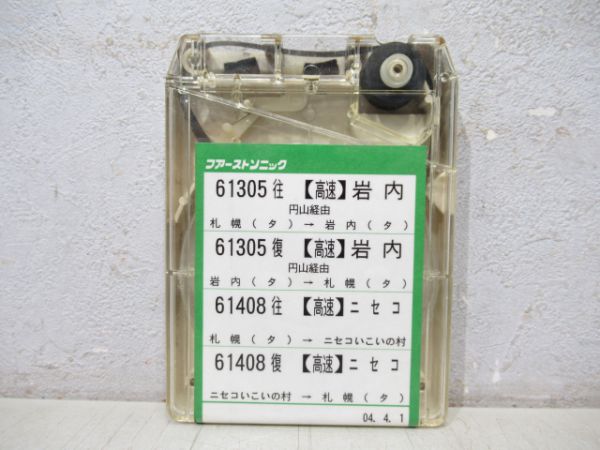 ファーストソニック
61305往 【高速】岩内
円山経由
札幌(タ)→岩内(タ)
61305復 【高速】岩内
円山経由
岩内(タ)→札幌(タ)
61408往 【高速】ニセコ
札幌(タ)→ニセコいこいの村
61408復 【高速】ニセコ
ニセコいこいの村→札幌(タ)
04. 4. 1